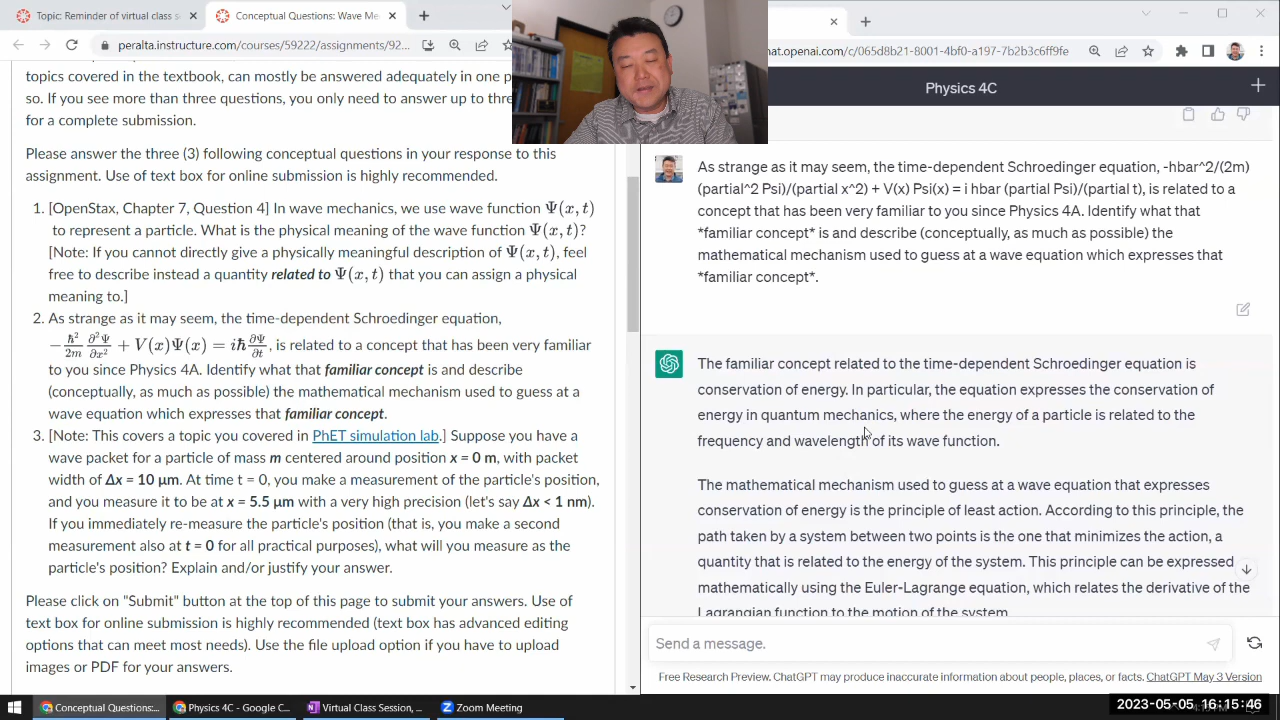 Topic: Reminder of virtual class s
Conceptual Questions: Wave Me
peralta.instructure.com/courses/59222/assignments/92...
hat.openai.com/c/065d8b21-8001-4bf0-a197-7b2b3c6ff9fe
Physics 4C
topics covered in the textbook, can mostly be answered adequately in one p
so. If you see more than three questions, you only need to answer up to thre
for a complete submission.
Please answer the three (3) following conceptual questions in your response to this
assignment. Use of text box for online submission is highly recommended.
1. [OpenStax, Chapter 7, Question 4] In wave mechanics, we use wave function Ψ(x, t)
to represent a particle. What is the physical meaning of the wave function Ψ(x, t)?
[Note: If you cannot directly give a physically meaningful description of Ψ(x, t), feel
free to describe instead a quantity related to Ψ(x, t) that you can assign a physical
meaning to.]
2. As strange as it may seem, the time-dependent Schroedinger equation,
−ℏ²/2m ∂²Ψ/∂x² + V(x)Ψ(x) = iℏ ∂Ψ/∂t, is related to a concept that has been very familiar
to you since Physics 4A. Identify what that familiar concept is and describe
(conceptually, as much as possible) the mathematical mechanism used to guess at a
wave equation which expresses that familiar concept.
3. [Note: This covers a topic you covered in PhET simulation lab.] Suppose you have a
wave packet for a particle of mass m centered around position x = 0 m, with packet
width of Δx = 10 μm. At time t = 0, you make a measurement of the particle's position,
and you measure it to be at x = 5.5 μm with a very high precision (let's say Δx < 1 nm).
If you immediately re-measure the particle's position (that is, you make a second
measurement also at t = 0 for all practical purposes), what will you measure as the
particle's position? Explain and/or justify your answer.
Please click on "Submit" button at the top of this page to submit your answers. Use of
text box for online submission is highly recommended (text box has advanced editing
options that can meet most needs). Use the file upload option if you have to upload
images or PDF for your answers.
As strange as it may seem, the time-dependent Schroedinger equation, -hbar^2/(2m)
(partial^2 Psi)/(partial x^2) + V(x) Psi(x) = i hbar (partial Psi)/(partial t), is related to a
concept that has been very familiar to you since Physics 4A. Identify what that
*familiar concept* is and describe (conceptually, as much as possible) the
mathematical mechanism used to guess at a wave equation which expresses that
*familiar concept*.
The familiar concept related to the time-dependent Schroedinger equation is
conservation of energy. In particular, the equation expresses the conservation of
energy in quantum mechanics, where the energy of a particle is related to the
frequency and wavelength of its wave function.
The mathematical mechanism used to guess at a wave equation that expresses
conservation of energy is the principle of least action. According to this principle, the
path taken by a system between two points is the one that minimizes the action, a
quantity that is related to the energy of the system. This principle can be expressed
mathematically using the Euler-Lagrange equation, which relates the derivative of the
Lagrangian function to the motion of the system.
Send a message.
Free Research Preview. ChatGPT may produce inaccurate information about people, places, or facts. ChatGPT May 3 Version
Conceptual Questions:...
Physics 4C - Google C...
Virtual Class Session, ...
Zoom Meeting
2023-05-05 16:15:46